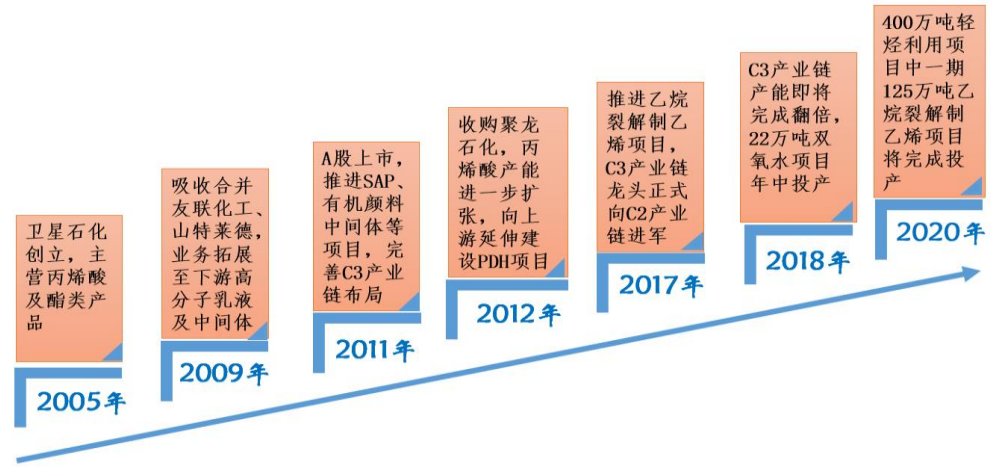 卫星石化
创立，主
营丙烯酸
及酯类产
品
2005年
吸收合并
友联化工、
山特莱德，
业务拓展
至下游高
分子乳液
及中间体
2009年
A股上市，
推进SAP、
有机颜料
中间体等
项目，完
善C3产业
链布局
2011年
收购聚龙
石化，丙
烯酸产能
进一步扩
张，向上
游延伸建
设PDH项目
2012年
推进乙烷
裂解制乙
烯项目，
C3产业链
龙头正式
向C2产业
链进军
2017年
C3产业链
产能即将
完成翻倍，
22万吨双
氧水项目
年中投产
2018年
400万吨轻
烃利用项
目中一期
125万吨乙
烷裂解制
乙烯项目
将完成投
产
2020年